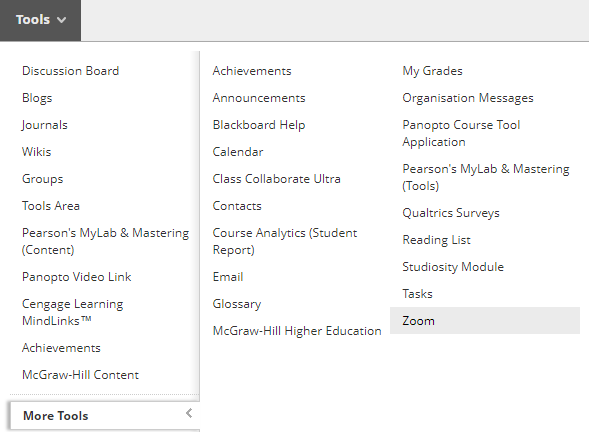 Tools
Discussion Board
Blogs
Journals
Wikis
Groups
Tools Area
Pearson's MyLab & Mastering
(Content)
Panopto Video Link
Cengage Learning
MindLinks™
Achievements
McGraw-Hill Content
More Tools
Achievements
Announcements
Blackboard Help
Calendar
Class Collaborate Ultra
Contacts
Course Analytics (Student
Report)
Email
Glossary
McGraw-Hill Higher Education
My Grades
Organisation Messages
Panopto Course Tool
Application
Pearson's MyLab & Mastering
(Tools)
Qualtrics Surveys
Reading List
Studiosity Module
Tasks
Zoom